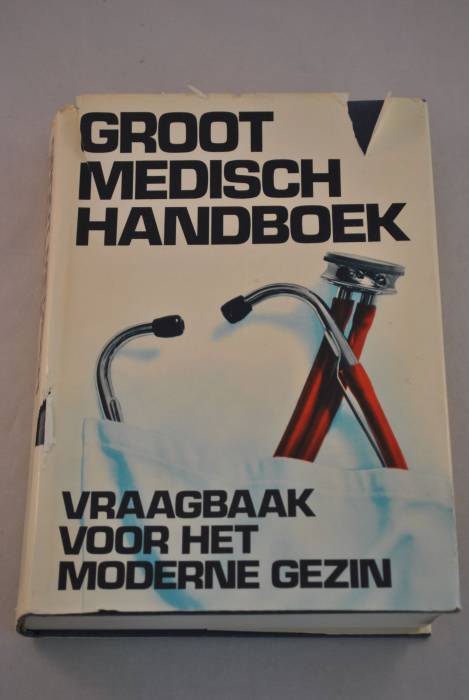 GROOT
MEDISCH
HANDBOEK
VRAAGBAAK
VOOR HET
MODERNE GEZIN